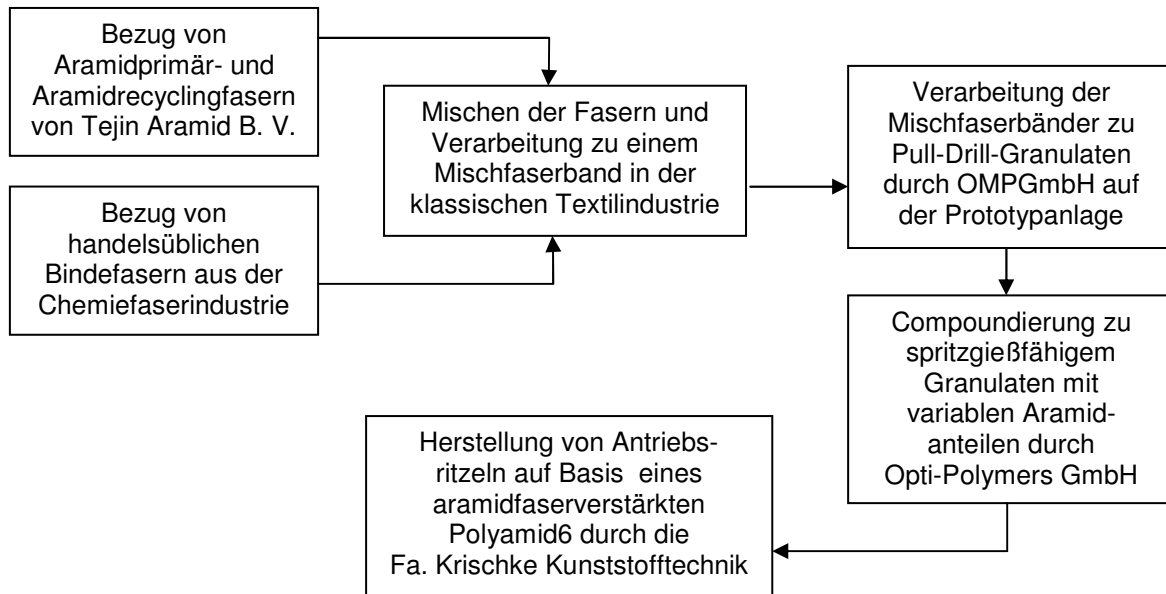 Bezug von
Aramidprimär- und
Aramidrecyclingfasern
von Tejin Aramid B. V.
Bezug von
handelsüblichen
Bindefasern aus der
Chemiefaserindustrie
Mischen der Fasern und
Verarbeitung zu einem
Mischfaserband in der
klassischen Textilindustrie
Verarbeitung der
Mischfaserbänder zu
Pull-Drill-Granulaten
durch OMPGmbH auf
der Prototypanlage
Compoundierung zu
spritzgießfähigem
Granulaten mit
variablen Aramid-
anteilen durch
Opti-Polymers GmbH
Herstellung von Antriebs-
ritzeln auf Basis eines
aramidfaserverstärkten
Polyamid6 durch die
Fa. Krischke Kunststofftechnik